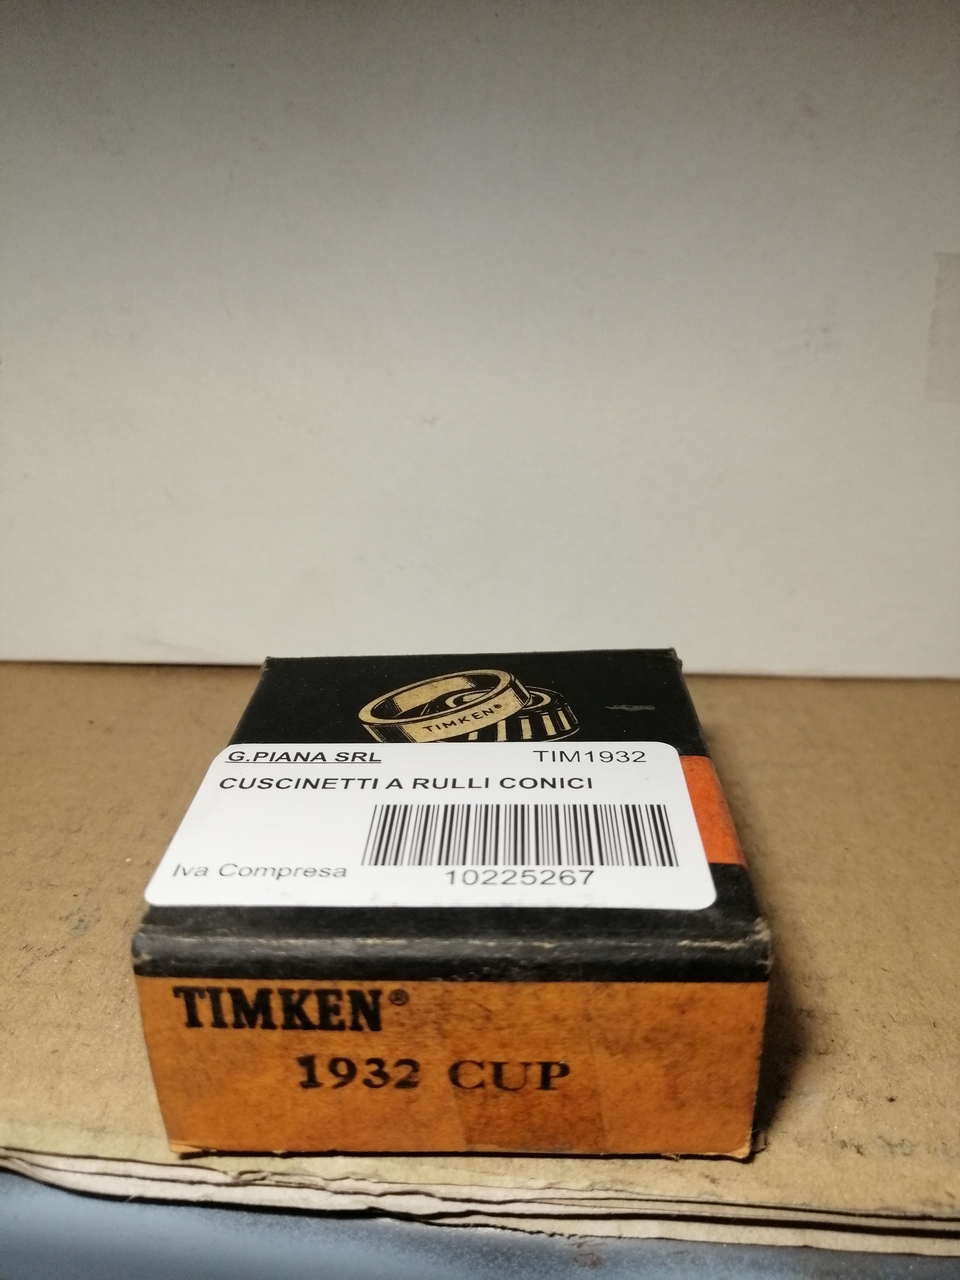 TIMKEN®
G.PIANA SRL TIM1932
CUSCINETTI A RULLI CONICI
Iva Compresa 10225267
TIMKEN®
1932 CUP